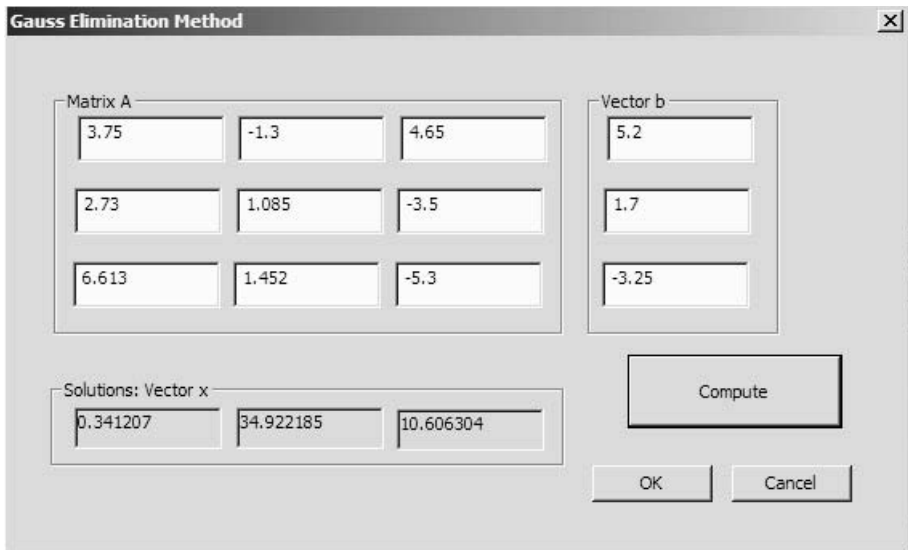 Gauss Elimination Method
Matrix A
Vector b
3.75 -1.3 4.65 5.2
2.73 1.085 -3.5 1.7
6.613 1.452 -5.3 -3.25
Solutions: Vector x
0.341207 34.922185 10.606304
Compute
OK Cancel